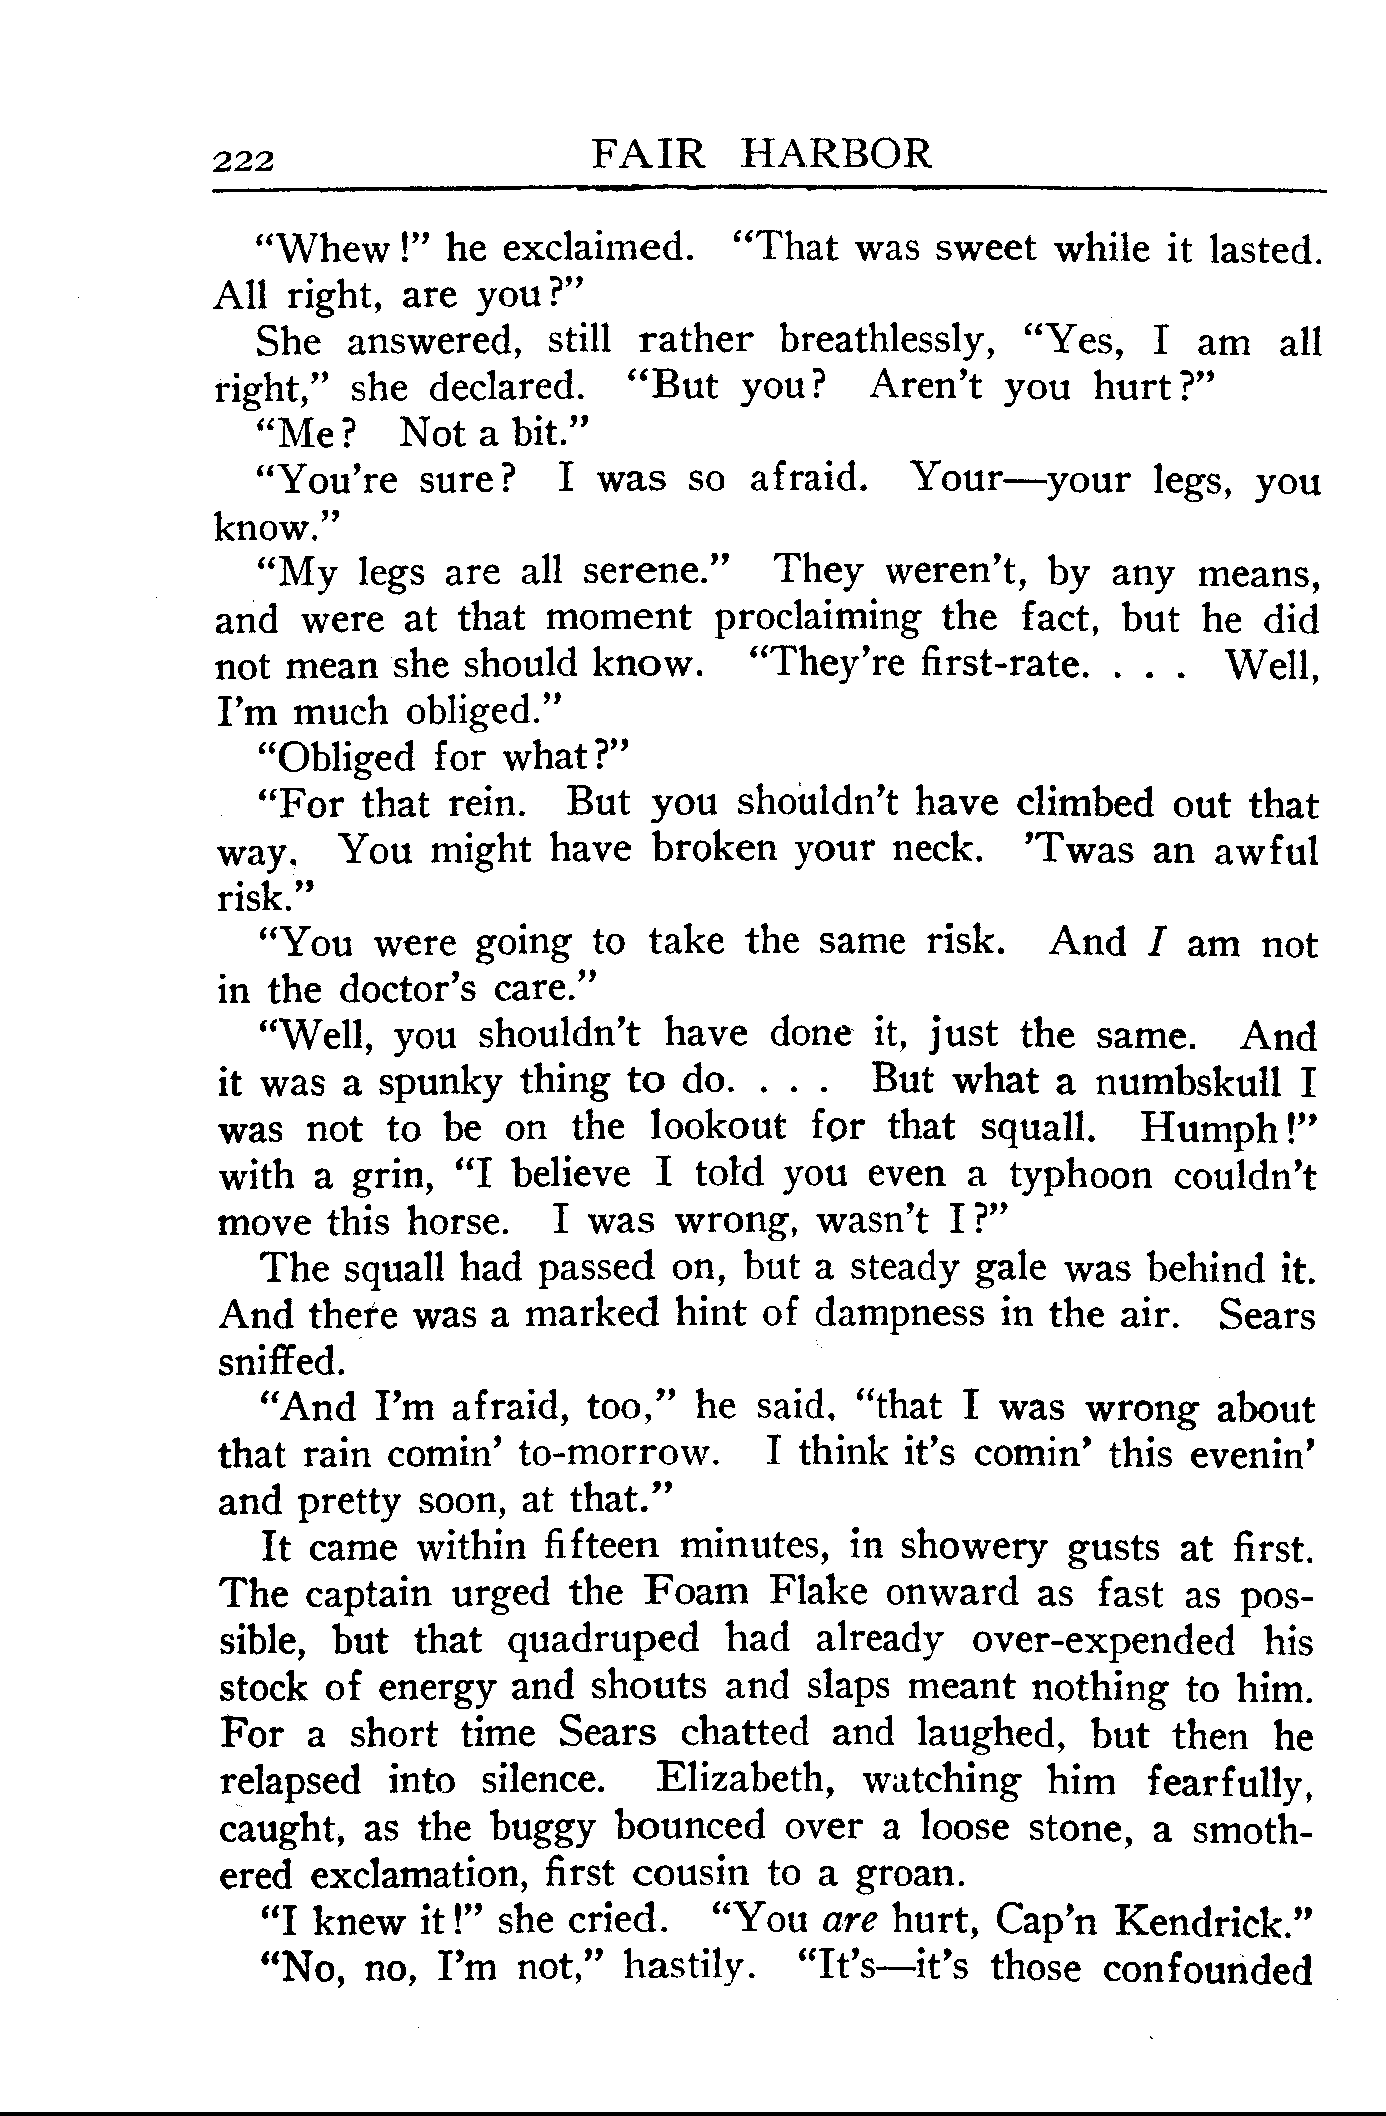 222 FAIR HARBOR
“Whew!” he exclaimed. “That was sweet while it lasted.
All right, are you?”
She answered, still rather breathlessly, “Yes, I am all
right,” she declared. “But you? Aren’t you hurt?”
“Me? Not a bit.”
“You’re sure? I was so afraid. Your—your legs, you
know.”
“My legs are all serene.” They weren’t, by any means,
and were at that moment proclaiming the fact, but he did
not mean she should know. “They’re first-rate. . . . Well,
I’m much obliged.”
“Obliged for what?”
“For that rein. But you shouldn’t have climbed out that
way. You might have broken your neck. ’Twas an awful
risk.”
“You were going to take the same risk. And I am not
in the doctor’s care.”
“Well, you shouldn’t have done it, just the same. And
it was a spunky thing to do. . . . But what a numbskull I
was not to be on the lookout for that squall. Humph!”
with a grin, “I believe I told you even a typhoon couldn’t
move this horse. I was wrong, wasn’t I?”
The squall had passed on, but a steady gale was behind it.
And there was a marked hint of dampness in the air. Sears
sniffed.
“And I’m afraid, too,” he said, “that I was wrong about
that rain comin’ to-morrow. I think it’s comin’ this evenin’
and pretty soon, at that.”
It came within fifteen minutes, in showery gusts at first.
The captain urged the Foam Flake onward as fast as pos-
sible, but that quadruped had already over-expended his
stock of energy and shouts and slaps meant nothing to him.
For a short time Sears chatted and laughed, but then he
relapsed into silence. Elizabeth, watching him fearfully,
caught, as the buggy bounced over a loose stone, a smoth-
ered exclamation, first cousin to a groan.
“I knew it!” she cried. “You are hurt, Cap’n Kendrick.”
“No, no, I’m not,” hastily. “It’s—it’s those confounded